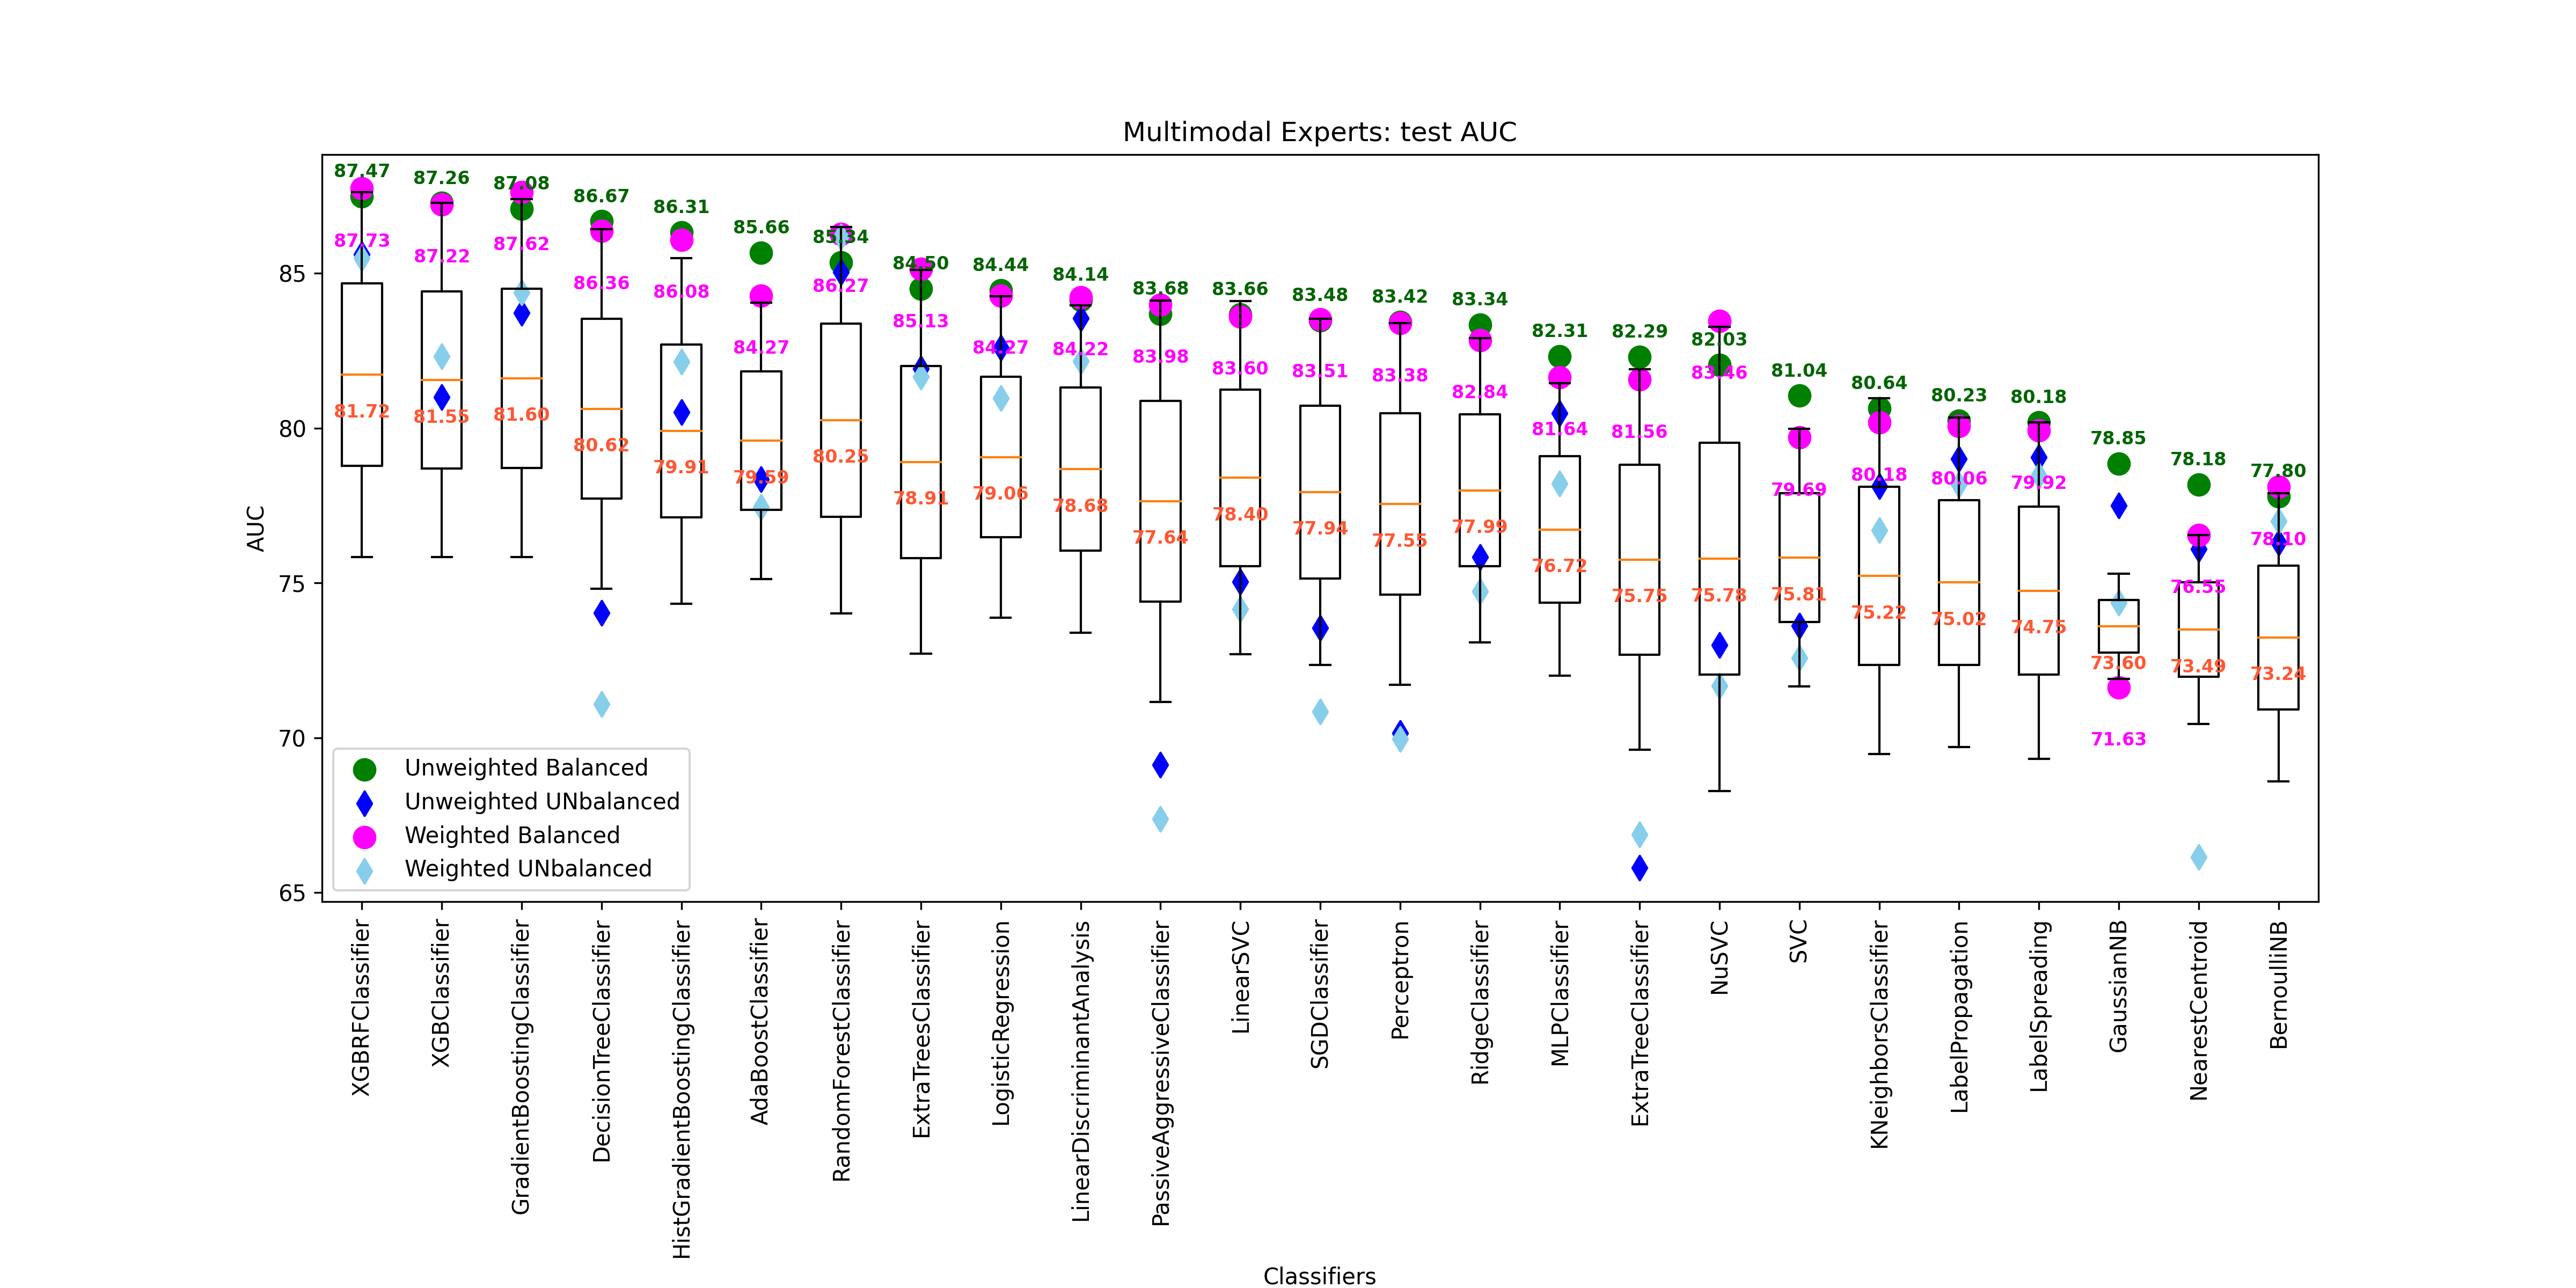 Multimodal Experts: test AUC
87.47 87.26 87.08 86.67 86.31 85.66 85.34 84.50 84.44 84.14 83.68 83.66 83.48 83.42 83.34 82.31 82.29 82.03 81.04 80.64 80.23 80.18 78.85 78.18 77.80
87.73 87.22 87.62 86.36 86.08 84.27 86.27 85.13 84.27 84.22 83.98 83.60 83.51 83.38 82.84 81.64 81.56 83.46 79.69 80.18 80.06 79.92 71.63 76.55 78.10
81.72 81.55 81.60 80.62 79.91 79.59 80.25 78.91 79.06 78.68 77.64 78.40 77.94 77.55 77.99 76.72 75.75 75.78 75.81 75.22 75.02 74.75 73.60 73.49 73.24
AUC
85
80
75
70
65
Unweighted Balanced
Unweighted UNbalanced
Weighted Balanced
Weighted UNbalanced
XGBRFClassifier
XGBClassifier
GradientBoostingClassifier
DecisionTreeClassifier
HistGradientBoostingClassifier
AdaBoostClassifier
RandomForestClassifier
ExtraTreesClassifier
LogisticRegression
LinearDiscriminantAnalysis
PassiveAggressiveClassifier
LinearSVC
SGDClassifier
Perceptron
RidgeClassifier
MLPClassifier
ExtraTreeClassifier
NuSVC
SVC
KNeighborsClassifier
LabelPropagation
LabelSpreading
GaussianNB
NearestCentroid
BernoulliNB
Classifiers